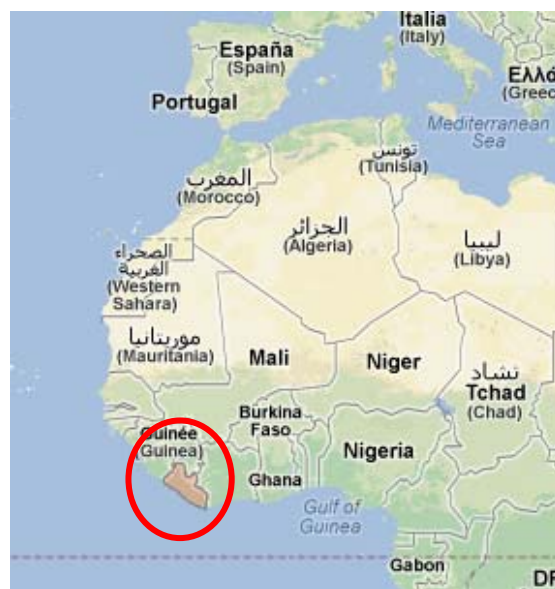 Italia
(Italy)
España
(Spain)
Ελλά
(Greec
Portugal
Mediterranean
Sea
تونس
(Tunisia)
المغرب
(Morocco)
الجزائر
(Algeria)
ليبيا
(Libya)
الصحراء
الغربية
(Western
Sahara)
موريتانيا
(Mauritania)
Mali
Niger
تشاد
Tchad
(Chad)
Burkina
Faso
Guinée
(Guinea)
Nigeria
Ghana
Gulf of
Guinea
Gabon
DR